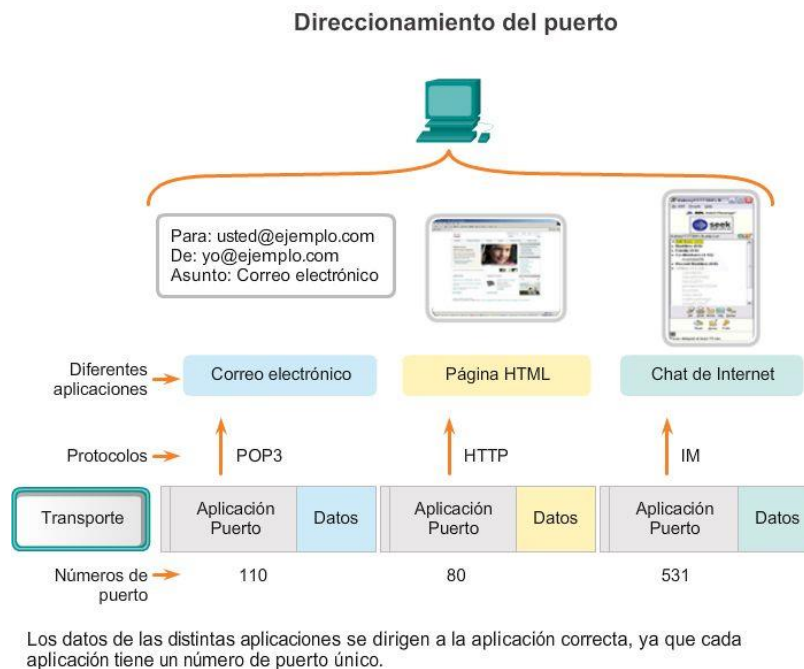 Direccionamiento del puerto
Para: usted@ejemplo.com
De: yo@ejemplo.com
Asunto: Correo electrónico
seek
Diferentes
aplicaciones
Correo electrónico
Página HTML
Chat de Internet
Protocolos
POP3
HTTP
IM
Transporte
Aplicación
Puerto
Datos
Aplicación
Puerto
Datos
Aplicación
Puerto
Datos
Números de
puerto
110
80
531
Los datos de las distintas aplicaciones se dirigen a la aplicación correcta, ya que cada
aplicación tiene un número de puerto único.